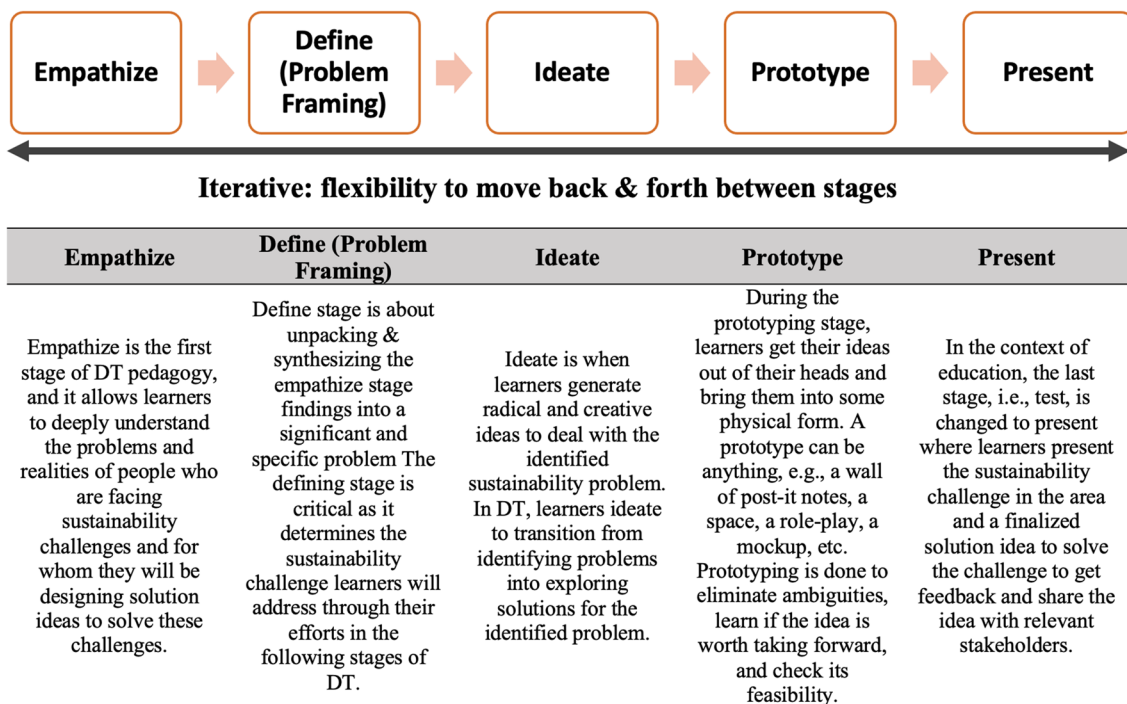 Empathize
Define
(Problem
Framing)
Ideate
Prototype
Present
Iterative: flexibility to move back & forth between stages
Empathize
Define (Problem
Framing)
Ideate
Prototype
Present
Empathize is the first
stage of DT pedagogy,
and it allows learners
to deeply understand
the problems and
realities of people who
are facing
sustainability
challenges and for
whom they will be
designing solution
ideas to solve these
challenges.
Define stage is about
unpacking &
synthesizing the
empathize stage
findings into a
significant and
specific problem The
defining stage is
critical as it
determines the
sustainability
challenge learners will
address through their
efforts in the
following stages of
DT.
Ideate is when
learners generate
radical and creative
ideas to deal with the
identified
sustainability problem.
In DT, learners ideate
to transition from
identifying problems
into exploring
solutions for the
identified problem.
During the
prototyping stage,
learners get their ideas
out of their heads and
bring them into some
physical form. A
prototype can be
anything, e.g., a wall
of post-it notes, a
space, a role-play, a
mockup, etc.
Prototyping is done to
eliminate ambiguities,
learn if the idea is
worth taking forward,
and check its
feasibility.
In the context of
education, the last
stage, i.e., test, is
changed to present
where learners present
the sustainability
challenge in the area
and a finalized
solution idea to solve
the challenge to get
feedback and share the
idea with relevant
stakeholders.